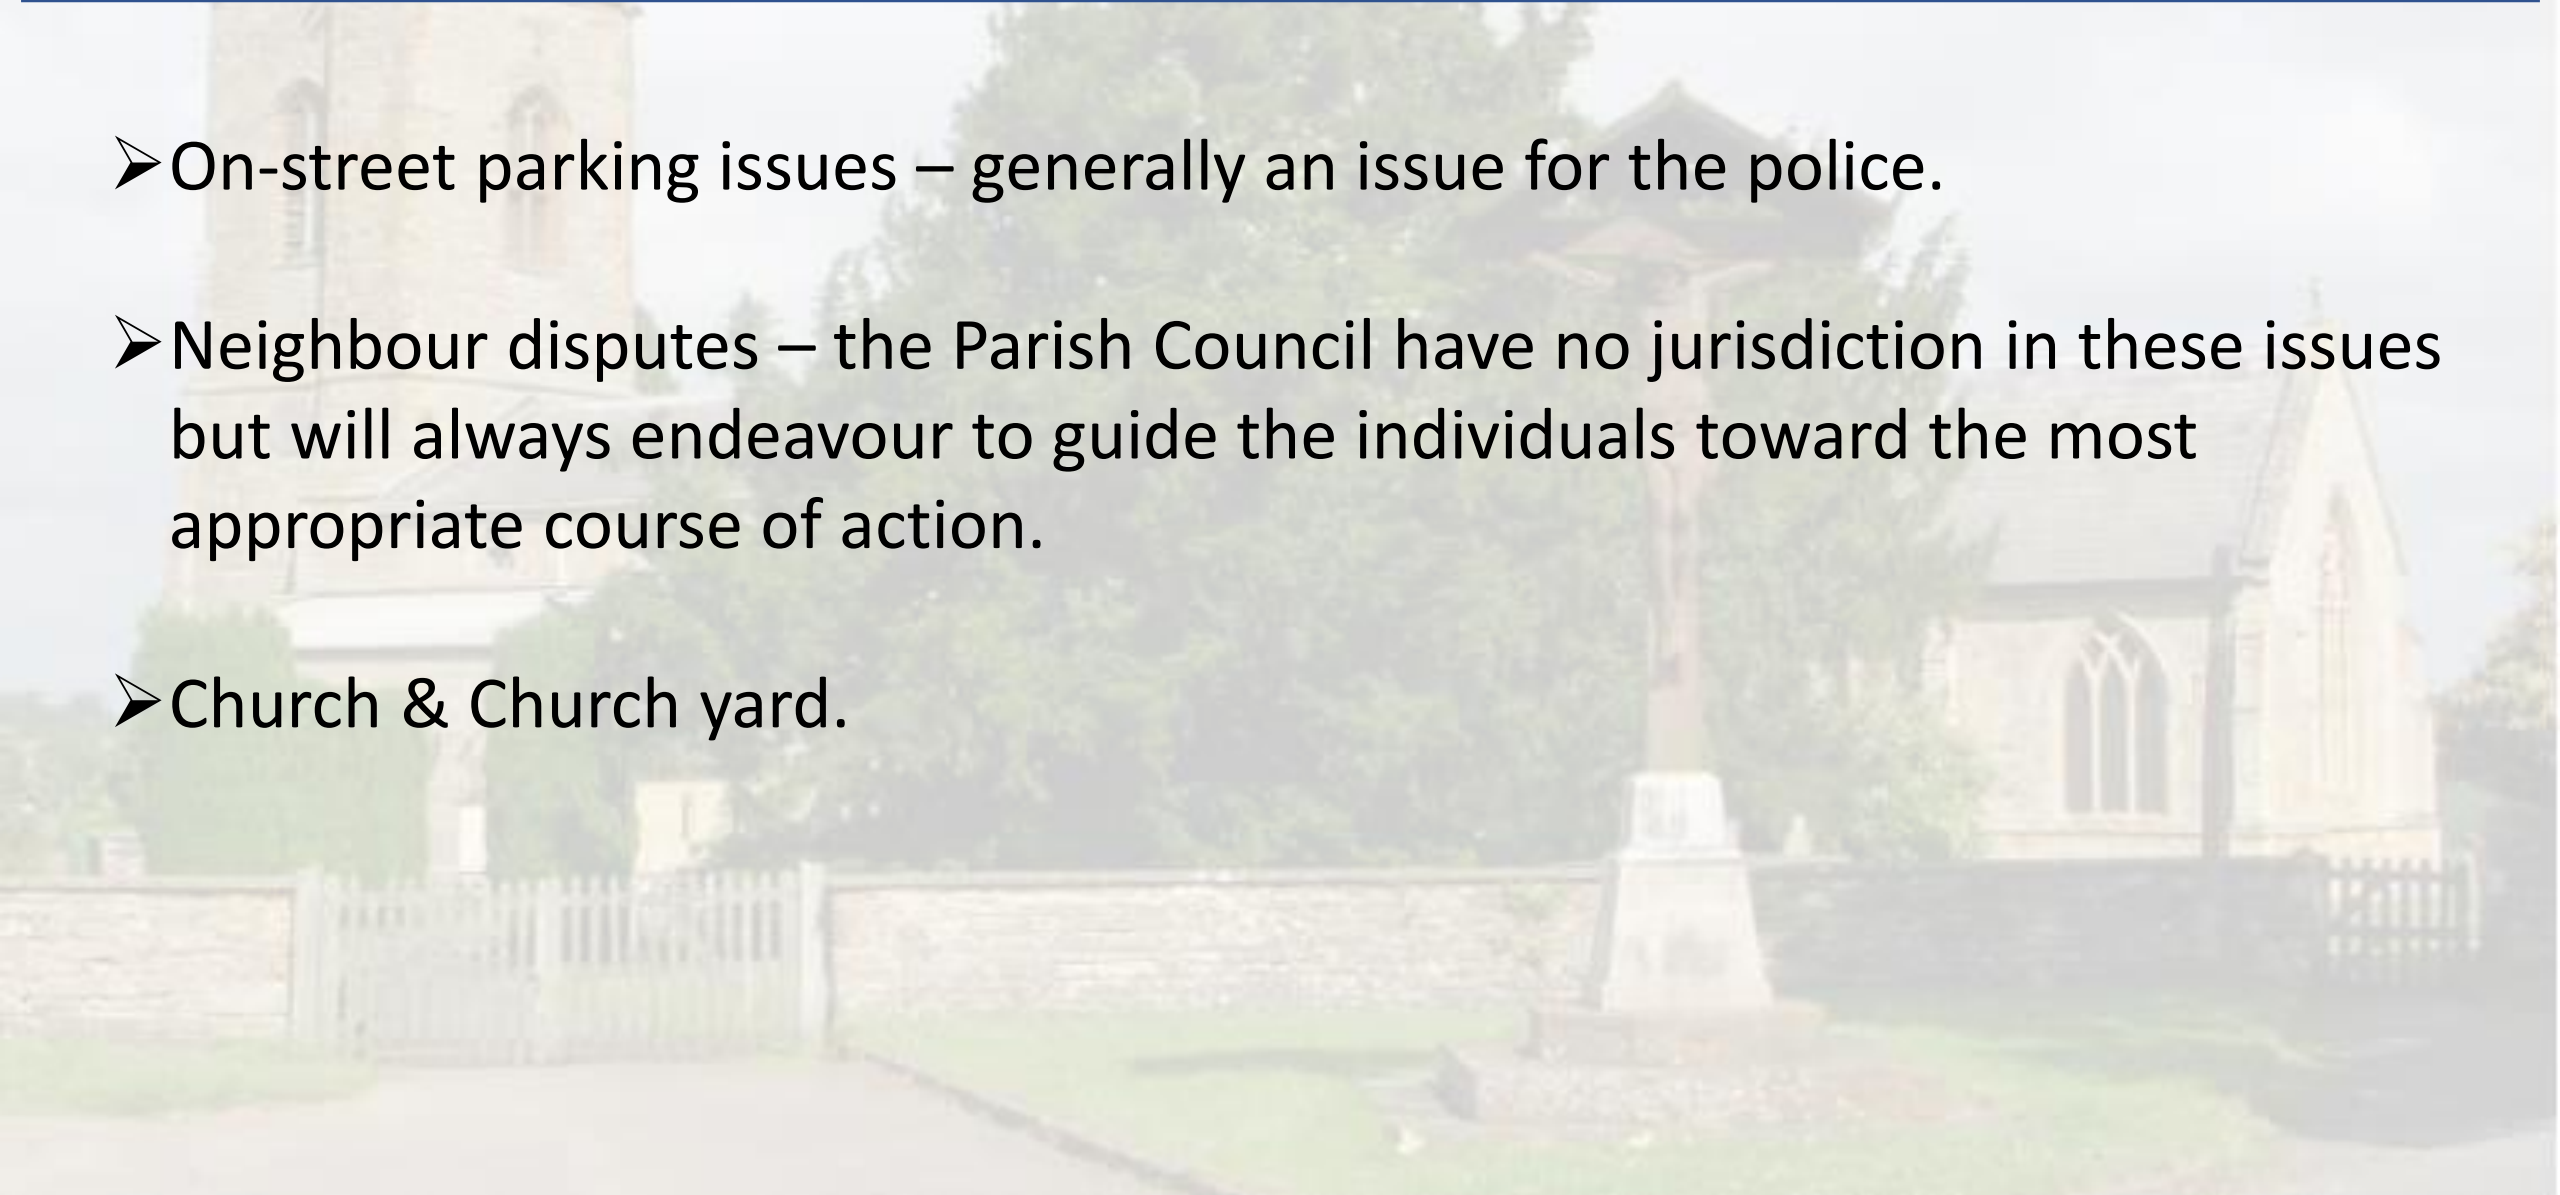 ➢On-street parking issues – generally an issue for the police.
➢Neighbour disputes – the Parish Council have no jurisdiction in these issues
but will always endeavour to guide the individuals toward the most
appropriate course of action.
➢Church & Church yard.